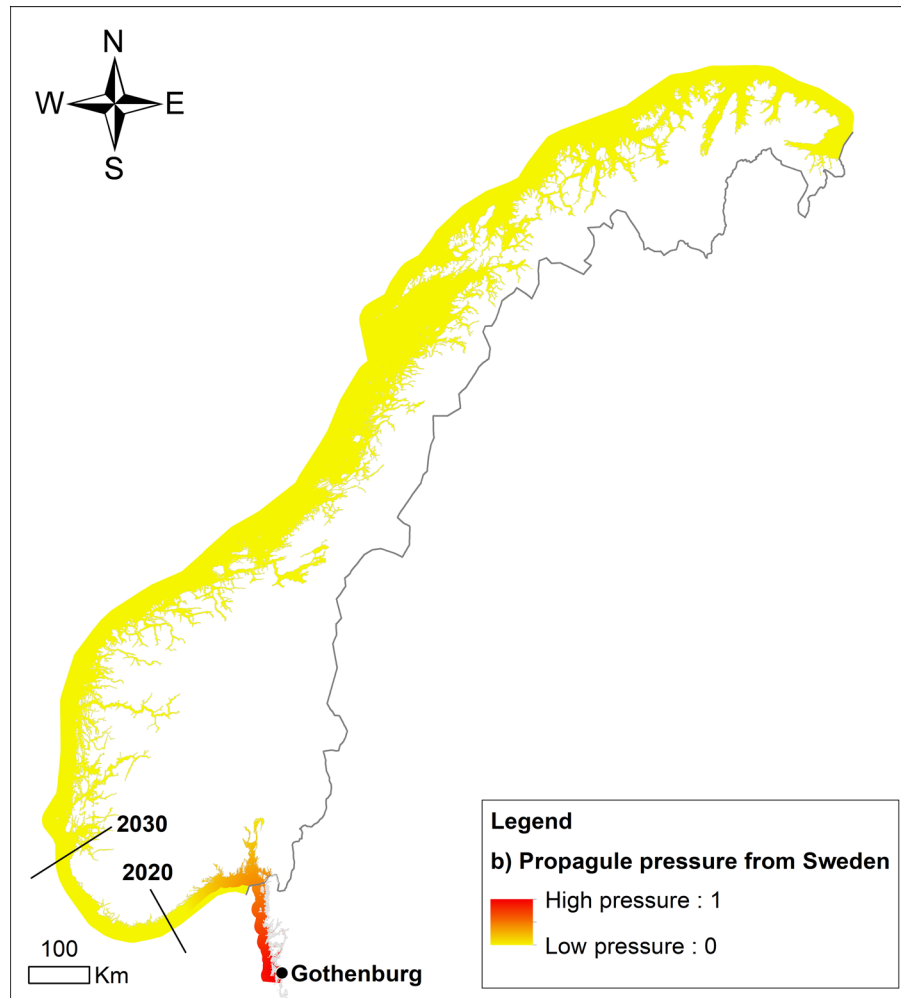 N
W E
S
2030
2020
100
Km
Gothenburg
Legend
b) Propagule pressure from Sweden
High pressure : 1
Low pressure : 0